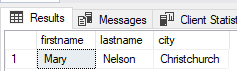 Results Messages Client Statist
firstname lastname city
1 Mary Nelson Christchurch